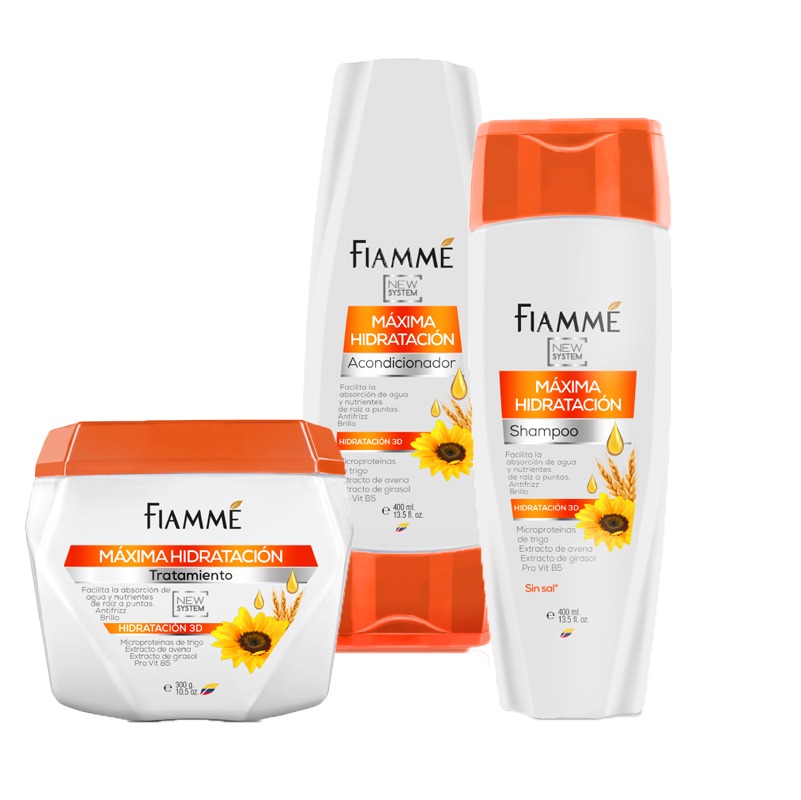 FIAMMÉ
NEW
SYSTEM
MÁXIMA
HIDRATACIÓN
Acondicionador
Facilita la
absorción de agua
y nutrientes
de raíz a puntas.
Antifrizz
Brillo
HIDRATACIÓN 3D
Microproteinas
de trigo
Extracto de avena
Extracto de girasol
Pro Vit B5
e 400 ml.
13.5 fl. oz.
FIAMMÉ
NEW
SYSTEM
MÁXIMA
HIDRATACIÓN
Shampoo
Facilita la
absorción de agua
y nutrientes
de raíz a puntas.
Antifrizz
Brillo
HIDRATACIÓN 3D
Microproteinas
de trigo
Extracto de avena
Extracto de girasol
Pro Vit B5
Sin sal*
e 400 ml.
13.5 fl. oz.
FIAMMÉ
MÁXIMA HIDRATACIÓN
Tratamiento
Facilita la absorción de
agua y nutrientes
de raíz a puntas.
Antifrizz
Brillo
NEW
SYSTEM
HIDRATACIÓN 3D
Microproteinas de trigo
Extracto de avena
Extracto de girasol
Pro Vit B5
e 300 g.
10.5 oz.